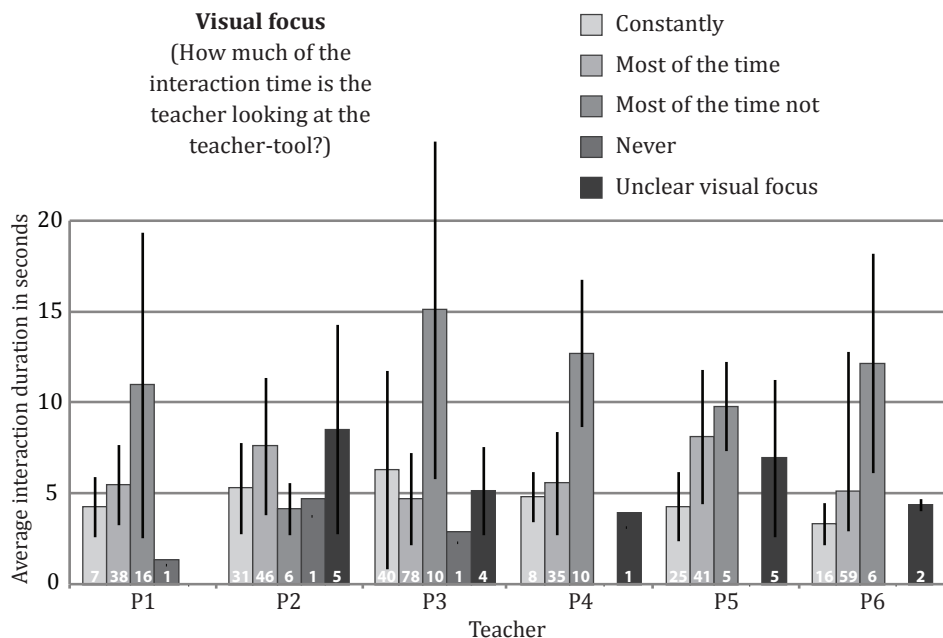 Visual focus
(How much of the
interaction time is the
teacher looking at the
teacher-tool?)
Constantly
Most of the time
Most of the time not
Never
Unclear visual focus
Average interaction duration in seconds
20
15
10
5
0
7 38 16 1
31 46 6 1 5
40 78 10 1 4
8 35 10 1
25 41 5 5
16 59 6 2
P1 P2 P3 P4 P5 P6
Teacher